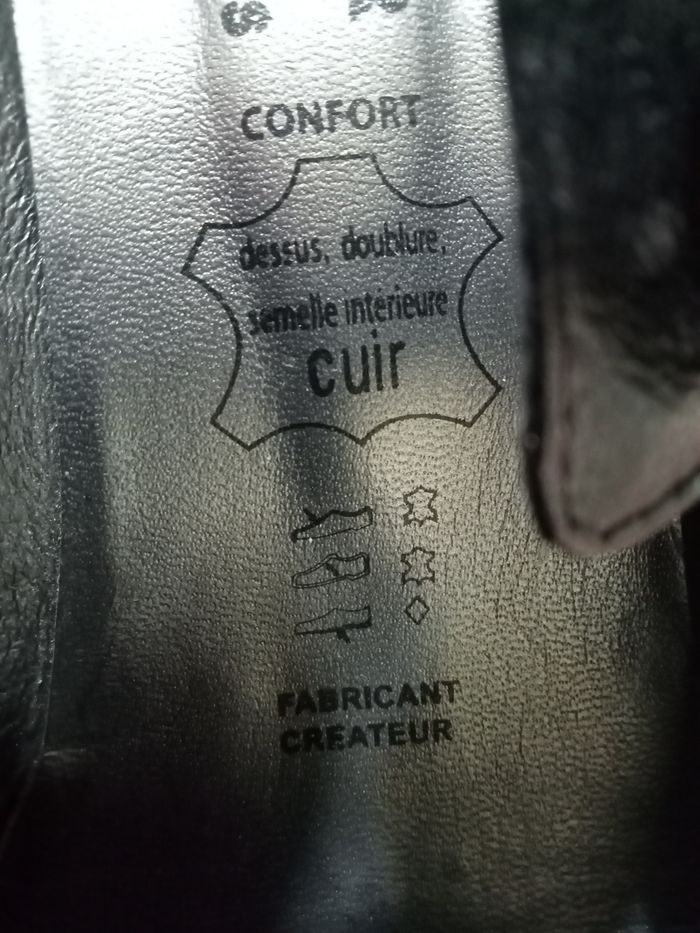 CONFORT
dessus, doublure,
semelle intérieure
cuir
FABRICANT
CREATEUR